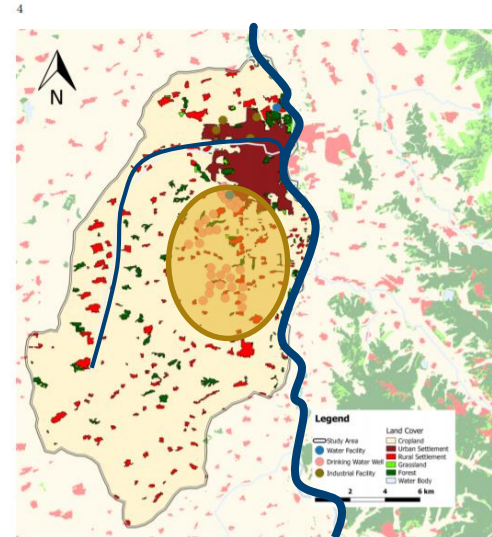 4
N
Legend
Study Area
Water Facility
Drinking Water Well
Industrial Facility
Land Cover
Cropland
Urban Settlement
Rural Settlement
Grassland
Forest
Water Body
2 4 6 km